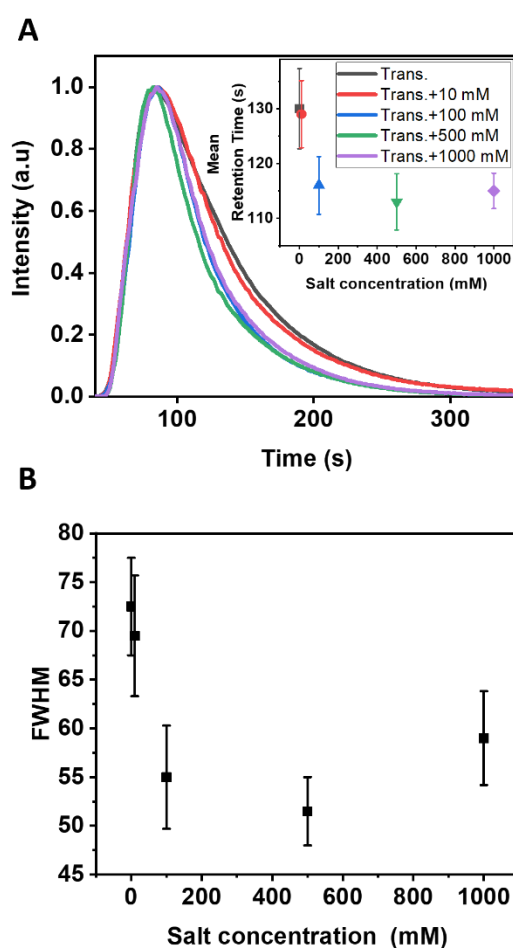 A
Intensity (a.u)
1.0
0.8
0.6
0.4
0.2
0.0
100
200
300
Time (s)
Mean
Retention Time (s)
130
120
110
0 200 400 600 800 1000
Salt concentration (mM)
Trans.
Trans.+10 mM
Trans.+100 mM
Trans.+500 mM
Trans.+1000 mM
B
FWHM
80
75
70
65
60
55
50
45
0 200 400 600 800 1000
Salt concentration (mM)